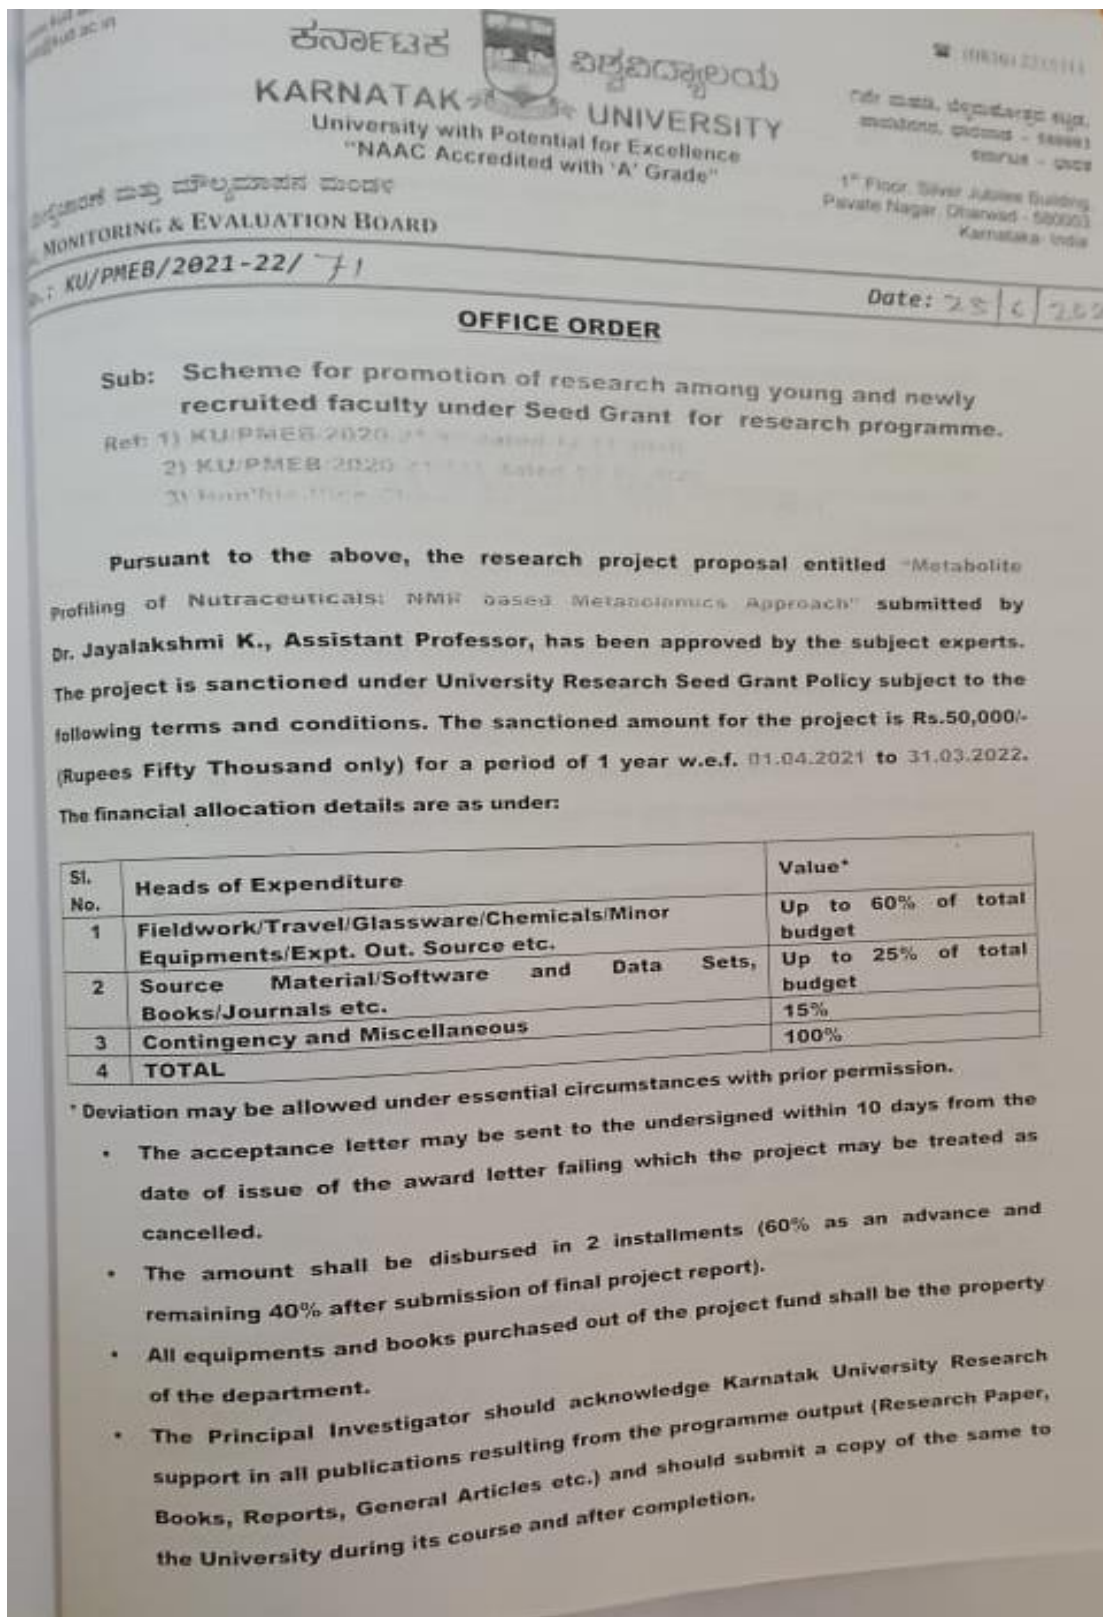 ಕರ್ನಾಟಕ ವಿಶ್ವವಿದ್ಯಾಲಯ
KARNATAK UNIVERSITY
University with Potential for Excellence
"NAAC Accredited with 'A' Grade"
1st Floor, Silver Jubilee Building,
Pavate Nagar, Dharwad - 580003
Karnataka- India
ಮತ್ತು ಮೌಲ್ಯಮಾಪನ ಮಂಡಳಿ
MONITORING & EVALUATION BOARD
KU/PMEB/2021-22/ 71
Date:
OFFICE ORDER
Sub: Scheme for promotion of research among young and newly
recruited faculty under Seed Grant for research programme.
Ref: 1) KU/PMEB/2020
2) KU/PMEB/2020
3)
Pursuant to the above, the research project proposal entitled "Metabolite
Profiling of Nutraceuticals: NMR based Metabolomics Approach" submitted by
Dr. Jayalakshmi K., Assistant Professor, has been approved by the subject experts.
The project is sanctioned under University Research Seed Grant Policy subject to the
following terms and conditions. The sanctioned amount for the project is Rs.50,000/-
(Rupees Fifty Thousand only) for a period of 1 year w.e.f. 01.04.2021 to 31.03.2022.
The financial allocation details are as under:
Sl. No. Heads of Expenditure Value*
1 Fieldwork/Travel/Glassware/Chemicals/Minor Up to 60% of total
Equipments/Expt. Out. Source etc. budget
2 Source Material/Software and Data Sets, Up to 25% of total
Books/Journals etc. budget
3 Contingency and Miscellaneous 15%
4 TOTAL 100%
* Deviation may be allowed under essential circumstances with prior permission.
• The acceptance letter may be sent to the undersigned within 10 days from the
date of issue of the award letter failing which the project may be treated as
cancelled.
• The amount shall be disbursed in 2 installments (60% as an advance and
remaining 40% after submission of final project report).
• All equipments and books purchased out of the project fund shall be the property
of the department.
• The Principal Investigator should acknowledge Karnatak University Research
support in all publications resulting from the programme output (Research Paper,
Books, Reports, General Articles etc.) and should submit a copy of the same to
the University during its course and after completion.